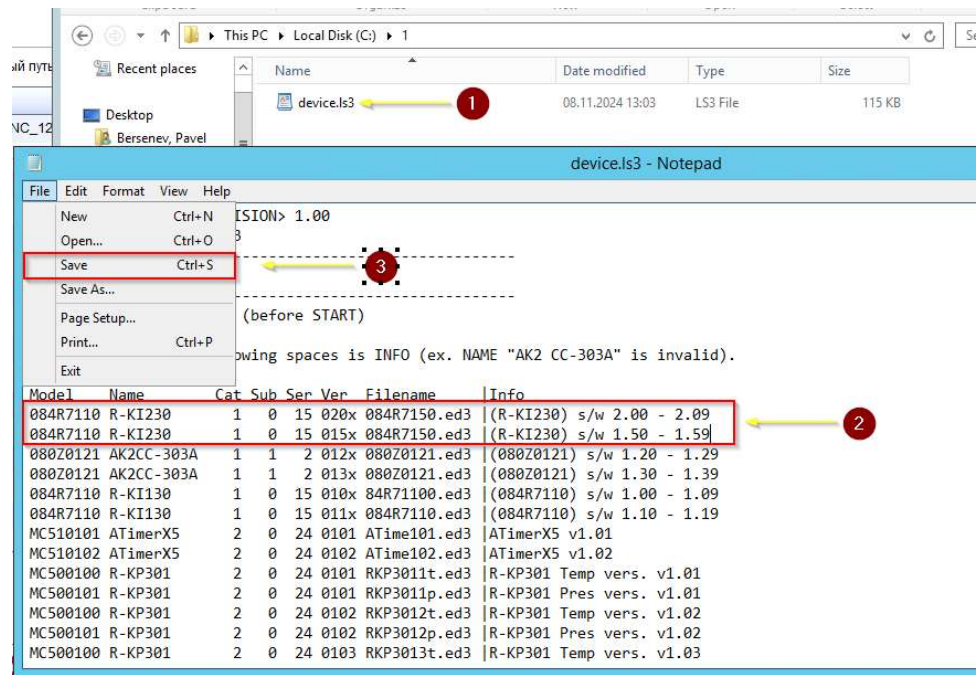 This PC ▸ Local Disk (C:) ▸ 1
ый путь
Recent places
Name Date modified Type Size
device.ls3 1 08.11.2024 13:03 LS3 File 115 KB
Desktop
NC_12
Bersenev, Pavel
device.ls3 - Notepad
File Edit Format View Help
New Ctrl+N
ISION> 1.00
Open... Ctrl+O
3
Save Ctrl+S
-----------------------------
3
Save As...
-----------------------------
Page Setup...
(before START)
Print... Ctrl+P
owing spaces is INFO (ex. NAME "AK2 CC-303A" is invalid).
Exit
Model Name Cat Sub Ser Ver Filename |Info
084R7110 R-KI230 1 0 15 020x 084R7150.ed3 |(R-KI230) s/w 2.00 - 2.09
084R7110 R-KI230 1 0 15 015x 084R7150.ed3 |(R-KI230) s/w 1.50 - 1.59
2
080Z0121 AK2CC-303A 1 1 2 012x 080Z0121.ed3 |(080Z0121) s/w 1.20 - 1.29
080Z0121 AK2CC-303A 1 1 2 013x 080Z0121.ed3 |(080Z0121) s/w 1.30 - 1.39
084R7110 R-KI130 1 0 15 010x 84R71100.ed3 |(084R7110) s/w 1.00 - 1.09
084R7110 R-KI130 1 0 15 011x 084R7110.ed3 |(084R7110) s/w 1.10 - 1.19
MC510101 ATimerX5 2 0 24 0101 ATime101.ed3 |ATimerX5 v1.01
MC510102 ATimerX5 2 0 24 0102 ATime102.ed3 |ATimerX5 v1.02
MC500100 R-KP301 2 0 24 0101 RKP3011t.ed3 |R-KP301 Temp vers. v1.01
MC500101 R-KP301 2 0 24 0101 RKP3011p.ed3 |R-KP301 Pres vers. v1.01
MC500100 R-KP301 2 0 24 0102 RKP3012t.ed3 |R-KP301 Temp vers. v1.02
MC500101 R-KP301 2 0 24 0102 RKP3012p.ed3 |R-KP301 Pres vers. v1.02
MC500100 R-KP301 2 0 24 0103 RKP3013t.ed3 |R-KP301 Temp vers. v1.03